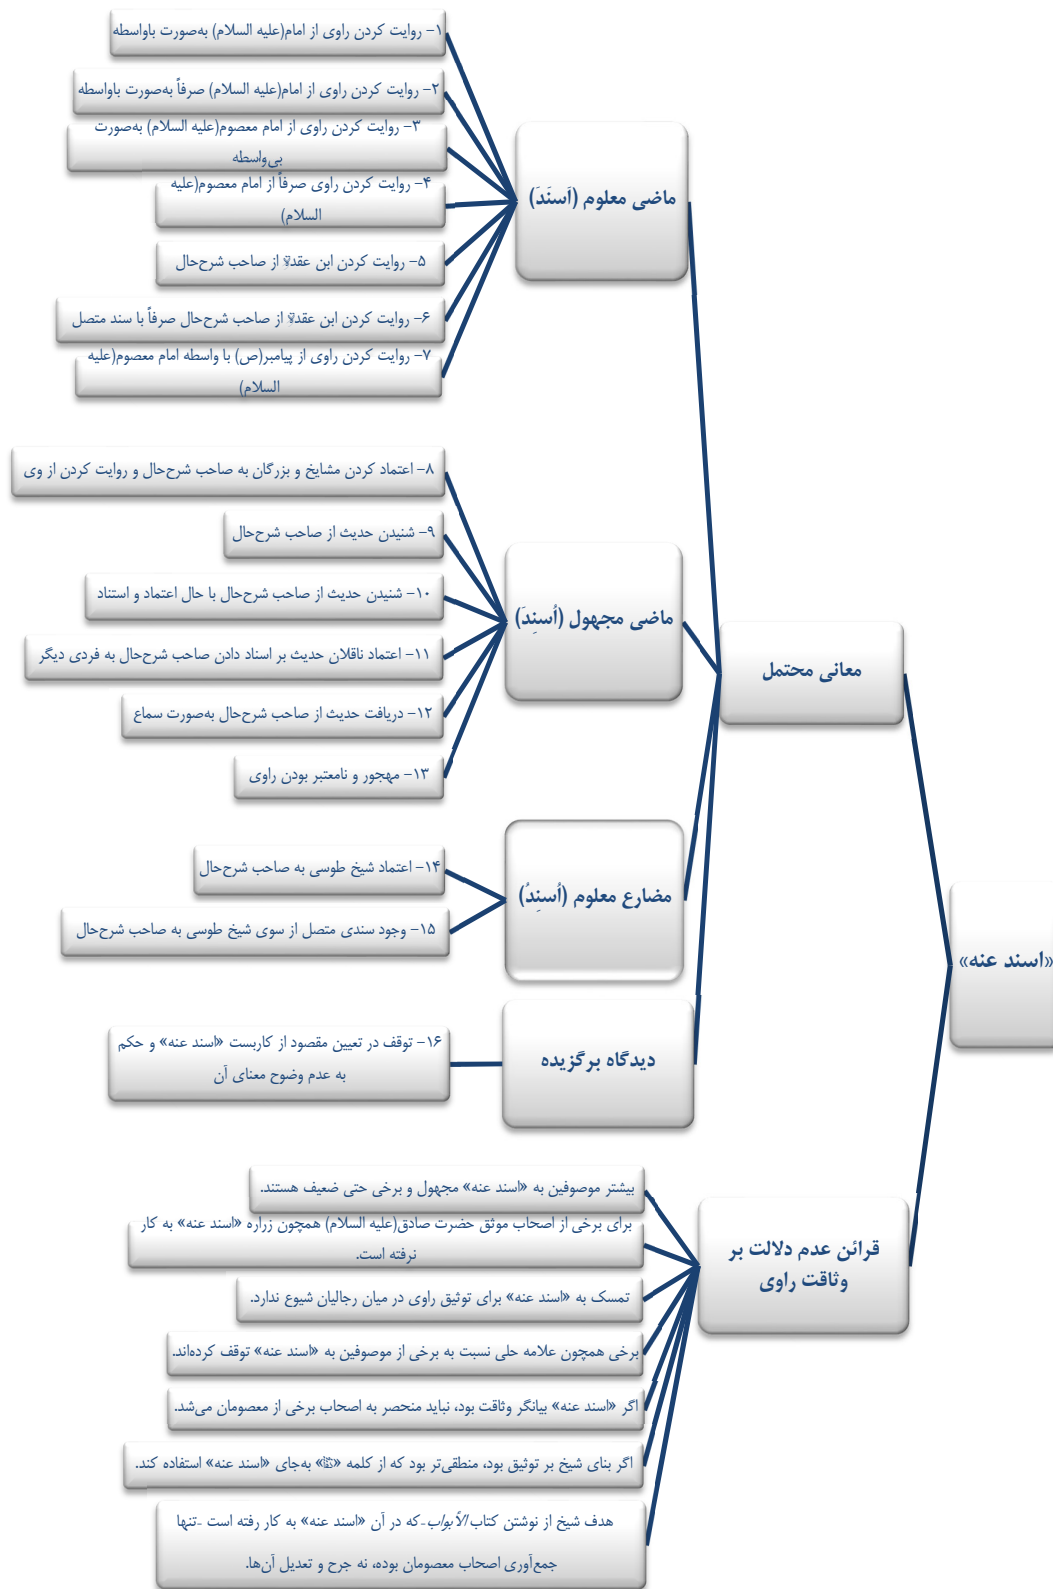 «اسند عنه»
معانی محتمل
ماضی معلوم (اَسنَدَ)
۱- روایت کردن راوی از امام(علیه السلام) به‌صورت باواسطه
۲- روایت کردن راوی از امام(علیه السلام) صرفاً به‌صورت باواسطه
۳- روایت کردن راوی از امام معصوم(علیه السلام) به‌صورت
بی‌واسطه
۴- روایت کردن راوی صرفاً از امام معصوم(علیه
السلام)
۵- روایت کردن ابن عقدة از صاحب شرح‌حال
۶- روایت کردن ابن عقدة از صاحب شرح‌حال صرفاً با سند متصل
۷- روایت کردن راوی از پیامبر(ص) با واسطه امام معصوم(علیه
السلام)
ماضی مجهول (اُسنِدَ)
۸- اعتماد کردن مشایخ و بزرگان به صاحب شرح‌حال و روایت کردن از وی
۹- شنیدن حدیث از صاحب شرح‌حال
۱۰- شنیدن حدیث از صاحب شرح‌حال با حال اعتماد و استناد
۱۱- اعتماد ناقلان حدیث بر اسناد دادن صاحب شرح‌حال به فردی دیگر
۱۲- دریافت حدیث از صاحب شرح‌حال به‌صورت سماع
۱۳- مهجور و نامعتبر بودن راوی
مضارع معلوم (اُسنِدُ)
۱۴- اعتماد شیخ طوسی به صاحب شرح‌حال
۱۵- وجود سندی متصل از سوی شیخ طوسی به صاحب شرح‌حال
دیدگاه برگزیده
۱۶- توقف در تعیین مقصود از کاربست «اسند عنه» و حکم
به عدم وضوح معنای آن
قرائن عدم دلالت بر
وثاقت راوی
بیشتر موصوفین به «اسند عنه» مجهول و برخی حتی ضعیف هستند.
برای برخی از اصحاب موثق حضرت صادق(علیه السلام) همچون زراره «اسند عنه» به کار
نرفته است.
تمسک به «اسند عنه» برای توثیق راوی در میان رجالیان شیوع ندارد.
برخی همچون علامه حلی نسبت به برخی از موصوفین به «اسند عنه» توقف کرده‌اند.
اگر «اسند عنه» بیانگر وثاقت بود، نباید منحصر به اصحاب برخی از معصومان می‌شد.
اگر بنای شیخ بر توثیق بود، منطقی‌تر بود که از کلمه «» به‌جای «اسند عنه» استفاده کند.
هدف شیخ از نوشتن کتاب الأبواب -که در آن «اسند عنه» به کار رفته است -تنها
جمع‌آوری اصحاب معصومان بوده، نه جرح و تعدیل آن‌ها.